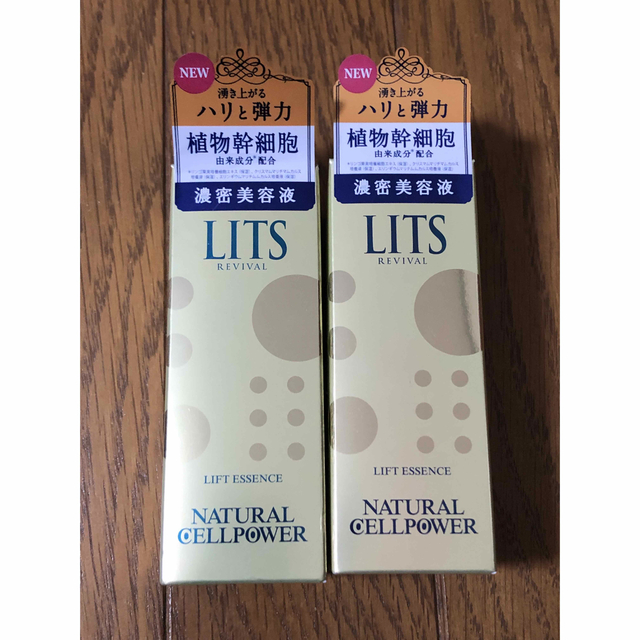 NEW
湧き上がる
ハリと弾力
植物幹細胞
由来成分*配合
濃密美容液
LITS
REVIVAL
LIFT ESSENCE
NATURAL
CELLPOWER
NEW
湧き上がる
ハリと弾力
植物幹細胞
由来成分*配合
濃密美容液
LITS
REVIVAL
LIFT ESSENCE
NATURAL
CELLPOWER